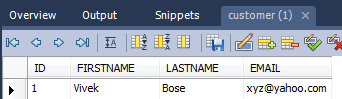 Overview Output Snippets customer (1)
ID FIRSTNAME LASTNAME EMAIL
1 Vivek Bose xyz@yahoo.com